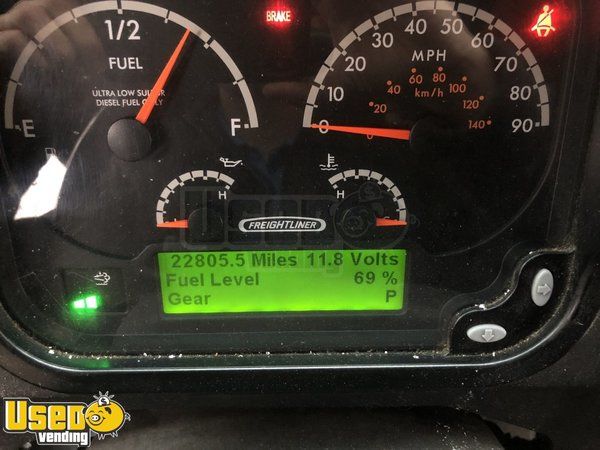 BRAKE
1/2
FUEL
ULTRA LOW SULFUR
DIESEL FUEL ONLY
E
F
0
10
20
30
40
50
60
70
80
90
MPH
km/h
0
20
40
60
80
100
120
140
H
H
FREIGHTLINER
22805.5 Miles 11.8 Volts
Fuel Level 69 %
Gear P
Used
vending